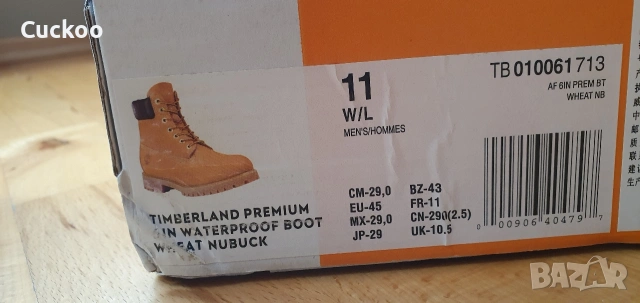 Cuckoo
11
W/L
MEN'S/HOMMES
TB 010061 713
AF 6IN PREM BT
WHEAT NB
CM-29,0 BZ-43
EU-45 FR-11
MX-29,0 CN-290(2.5)
JP-29 UK-10.5
TIMBERLAND PREMIUM
6IN WATERPROOF BOOT
WHEAT NUBUCK
0 00906 40479 7
BAZAR